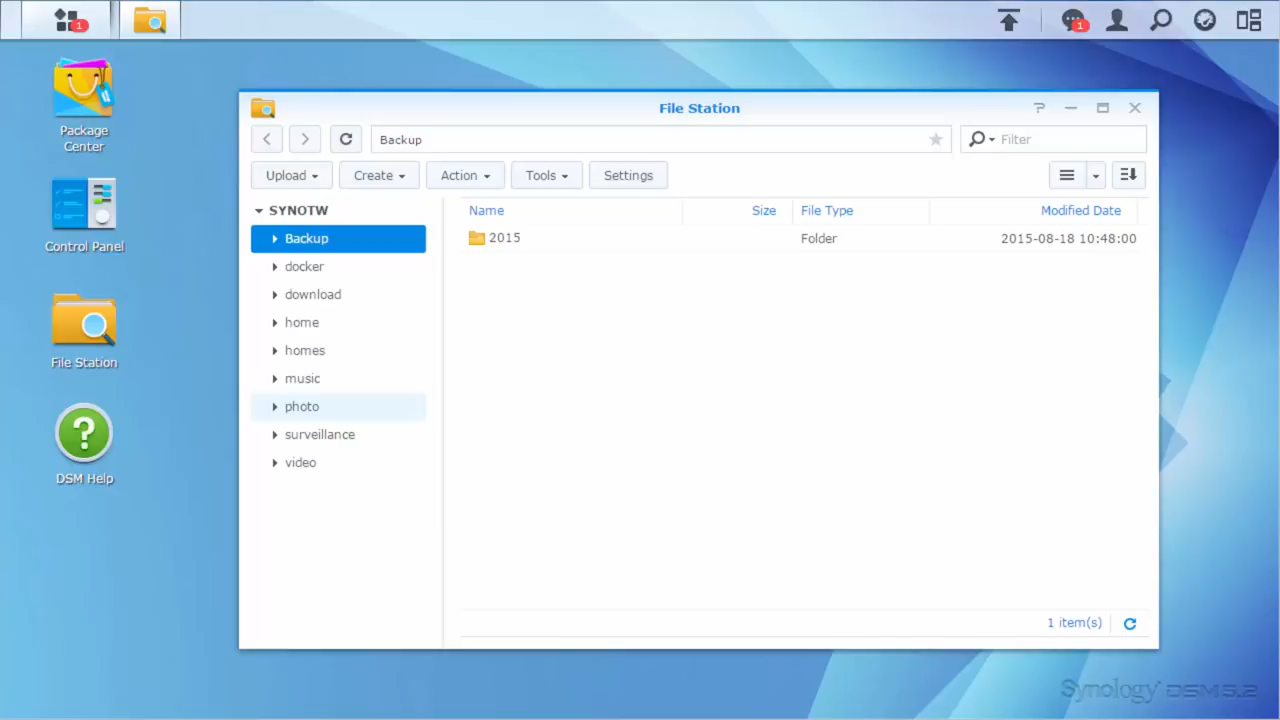 1
1
Package
Center
Control Panel
File Station
DSM Help
File Station
Backup
Filter
Upload
Create
Action
Tools
Settings
SYNOTW
Backup
docker
download
home
homes
music
photo
surveillance
video
Name Size File Type Modified Date
2015 Folder 2015-08-18 10:48:00
1 item(s)
Synology DSM5.2